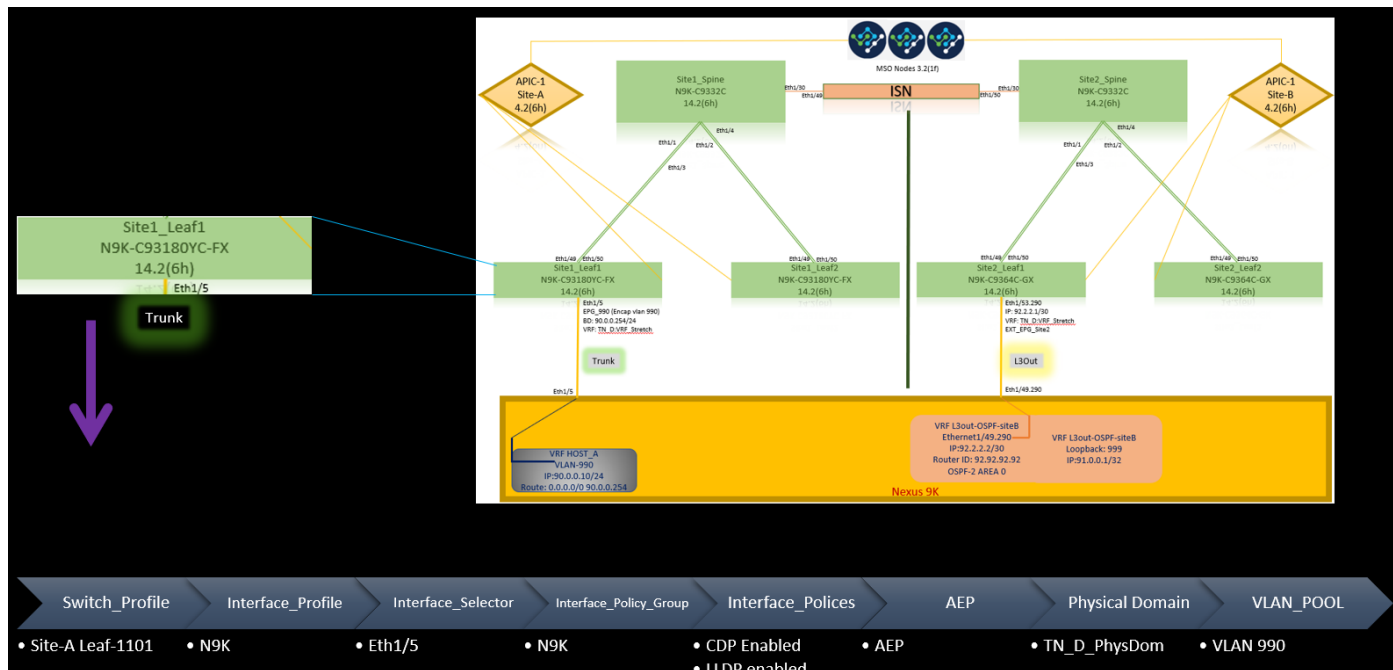 MSO Nodes 3.2(1f)
APIC-1
Site-A
4.2(6h)
Site1_Spine
N9K-C9332C
14.2(6h)
Eth1/30
Eth1/49
ISN
Eth1/30
Eth1/50
Site2_Spine
N9K-C9332C
14.2(6h)
APIC-1
Site-B
4.2(6h)
Eth1/4
Eth1/1
Eth1/2
Eth1/3
Eth1/4
Eth1/1
Eth1/2
Eth1/3
Site1_Leaf1
N9K-C93180YC-FX
14.2(6h)
Eth1/5
Trunk
Eth1/49 Eth1/50
Site1_Leaf1
N9K-C93180YC-FX
14.2(6h)
Eth1/49 Eth1/50
Site1_Leaf2
N9K-C93180YC-FX
14.2(6h)
Eth1/49 Eth1/50
Site2_Leaf1
N9K-C9364C-GX
14.2(6h)
Eth1/49 Eth1/50
Site2_Leaf2
N9K-C9364C-GX
14.2(6h)
Eth1/5
EPG_990 (Encap vlan 990)
BD: 90.0.0.254/24
VRF: TN_D:VRF_Stretch
Trunk
Eth1/5
Eth1/53.290
IP: 92.2.2.1/30
VRF: TN_D:VRF_Stretch
EXT_EPG_Site2
L3Out
Eth1/49.290
VRF HOST_A
VLAN-990
IP:90.0.0.10/24
Route: 0.0.0.0/0 90.0.0.254
VRF L3out-OSPF-siteB
Ethernet1/49.290
IP:92.2.2.2/30
Router ID: 92.92.92.92
OSPF-2 AREA 0
VRF L3out-OSPF-siteB
Loopback: 999
IP:91.0.0.1/32
Nexus 9K
Switch_Profile
Interface_Profile
Interface_Selector
Interface_Policy_Group
Interface_Polices
AEP
Physical Domain
VLAN_POOL
• Site-A Leaf-1101
• N9K
• Eth1/5
• N9K
• CDP Enabled
• LLDP enabled
• AEP
• TN_D_PhysDom
• VLAN 990